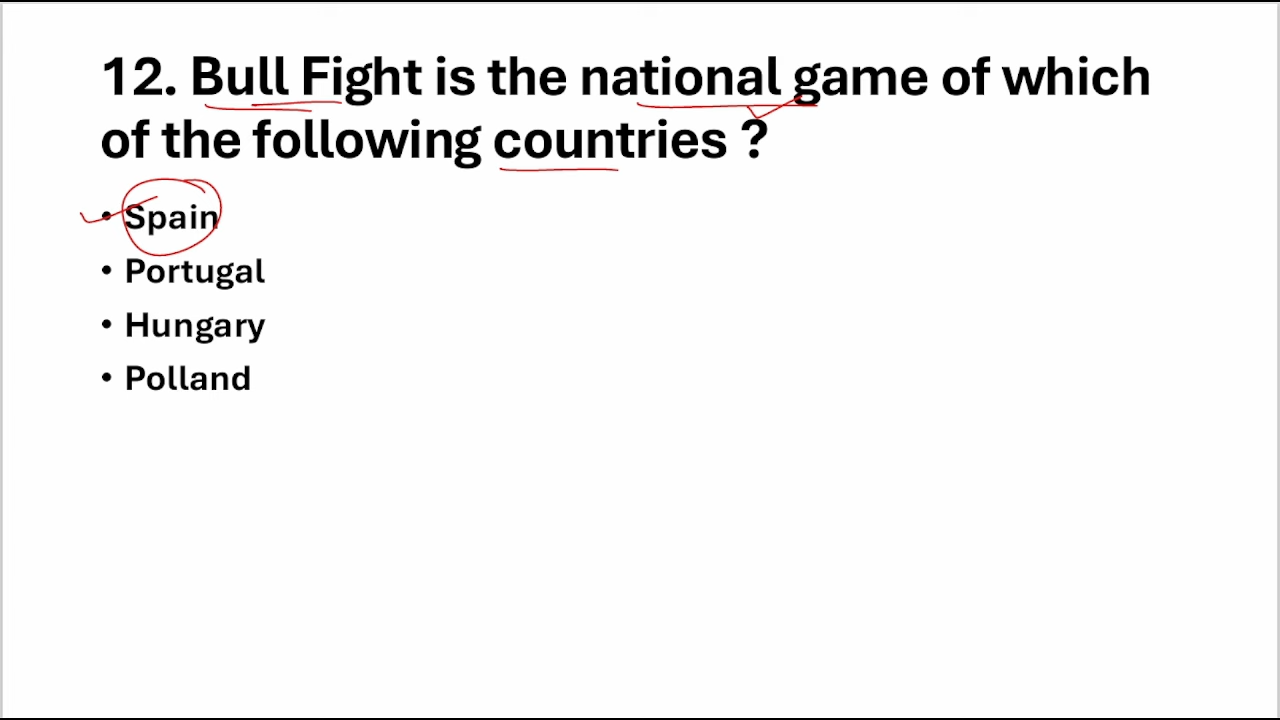 12. Bull Fight is the national game of which
of the following countries ?
• Spain
• Portugal
• Hungary
• Polland